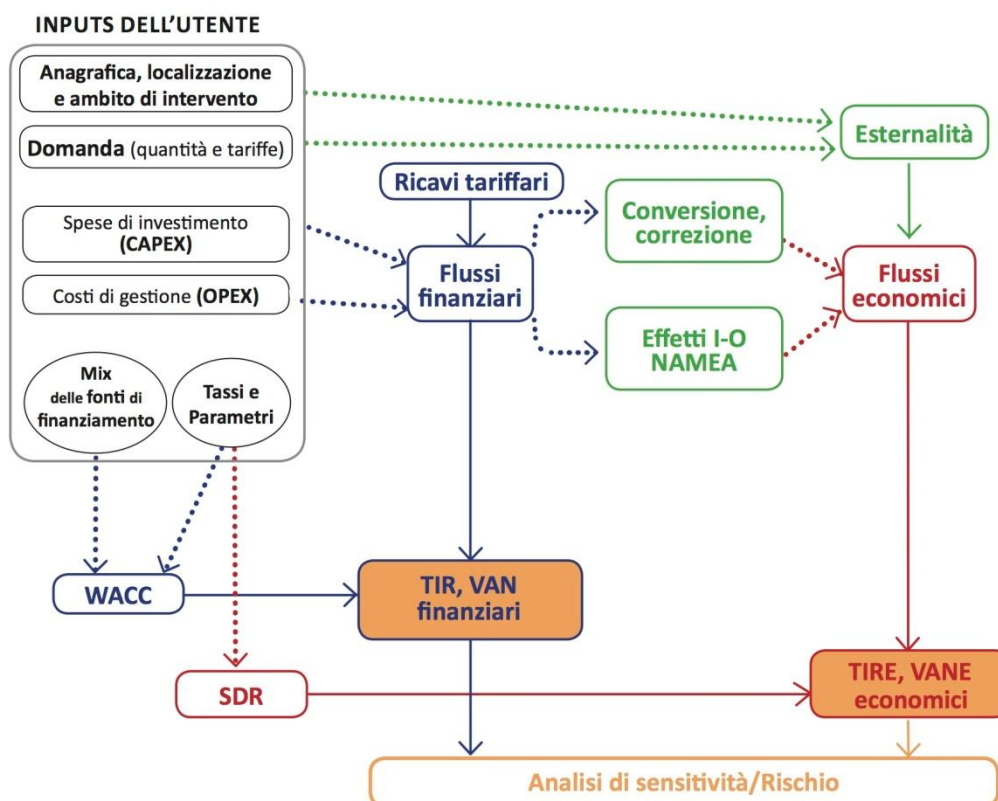 INPUTS DELL'UTENTE
Anagrafica, localizzazione
e ambito di intervento
Domanda (quantità e tariffe)
Spese di investimento
(CAPEX)
Costi di gestione (OPEX)
Mix
delle fonti di
finanziamento
Tassi e
Parametri
Ricavi tariffari
Flussi
finanziari
Conversione,
correzione
Effetti I-O
NAMEA
Esternalità
Flussi
economici
WACC
TIR, VAN
finanziari
SDR
TIRE, VANE
economici
Analisi di sensitività/Rischio